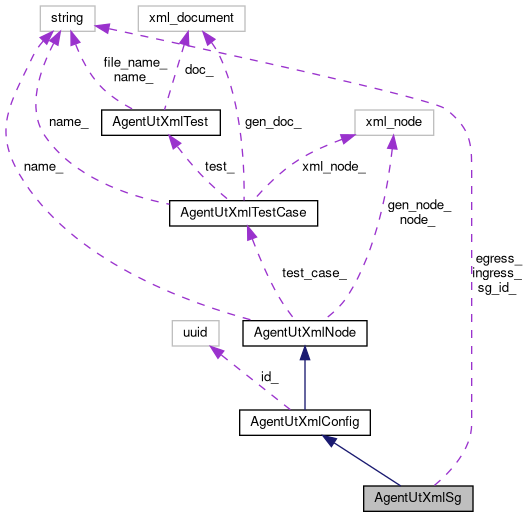 string
xml_document
file_name_
name_
doc_
AgentUtXmlTest
xml_node
name_
gen_doc_
name_
test_
xml_node_
AgentUtXmlTestCase
gen_node_
node_
test_case_
egress_
ingress_
sg_id_
uuid
AgentUtXmlNode
id_
AgentUtXmlConfig
AgentUtXmlSg